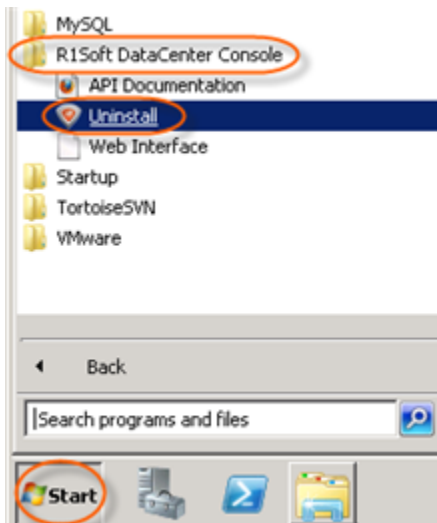 MySQL
R1Soft DataCenter Console
API Documentation
Uninstall
Web Interface
Startup
TortoiseSVN
VMware
Back
Search programs and files
Start